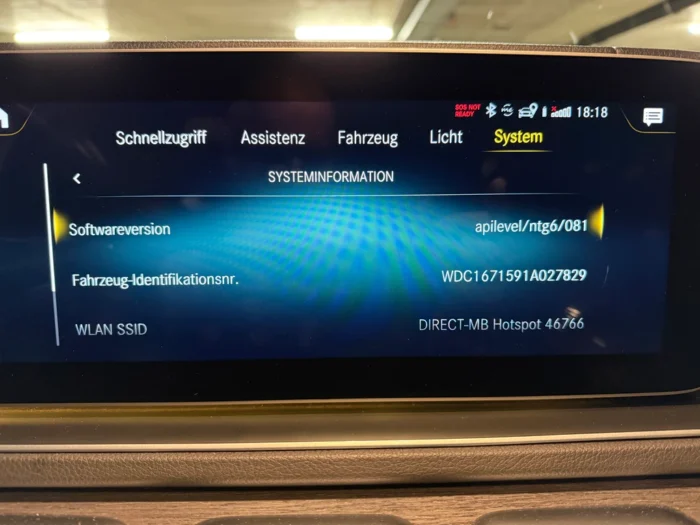 SOS NOT
READY
18:18
Schnellzugriff Assistenz Fahrzeug Licht System
SYSTEMINFORMATION
Softwareversion apilevel/ntg6/081
Fahrzeug-Identifikationsnr. WDC1671591A027829
WLAN SSID DIRECT-MB Hotspot 46766